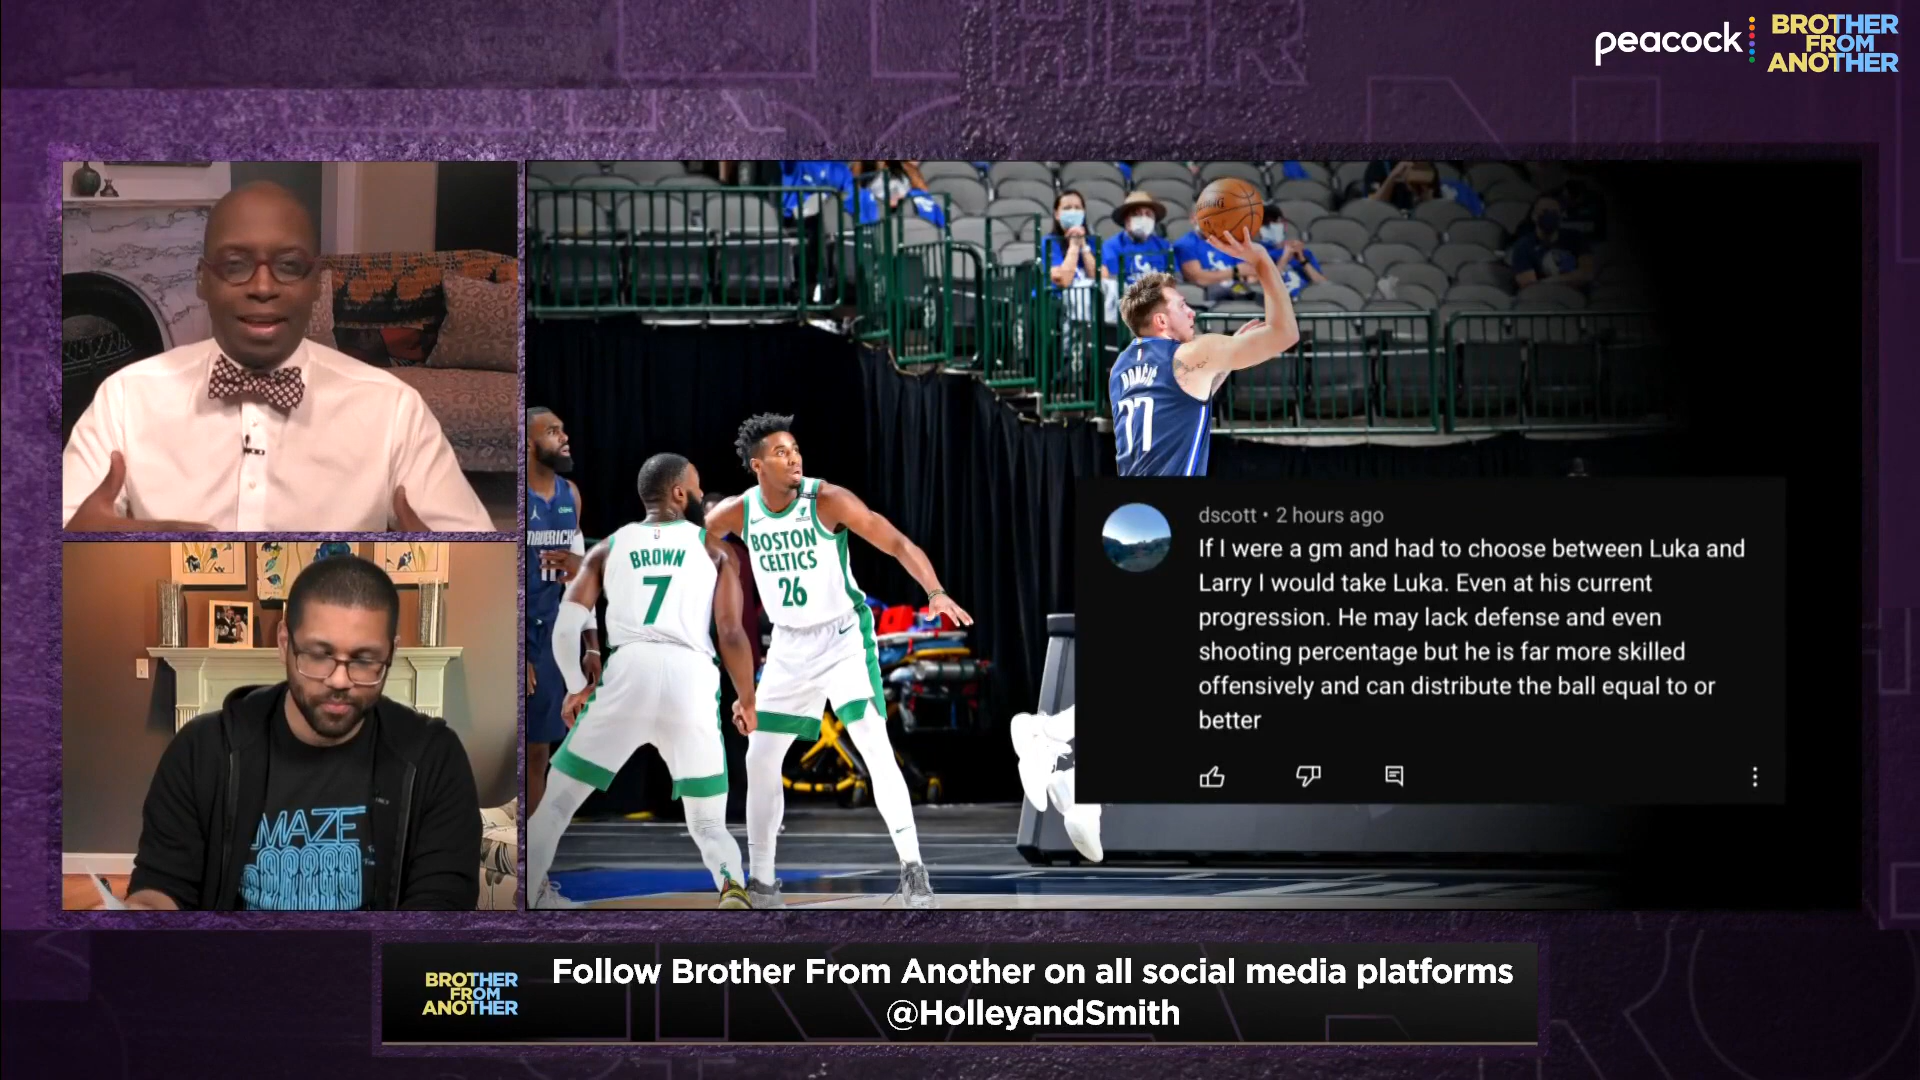 peacock
BROTHER
FROM
ANOTHER
DONČIĆ
77
MAVERICKS
BROWN
7
BOSTON
CELTICS
26
MAZE
dscott • 2 hours ago
If I were a gm and had to choose between Luka and
Larry I would take Luka. Even at his current
progression. He may lack defense and even
shooting percentage but he is far more skilled
offensively and can distribute the ball equal to or
better
BROTHER
FROM
ANOTHER
Follow Brother From Another on all social media platforms
@HolleyandSmith